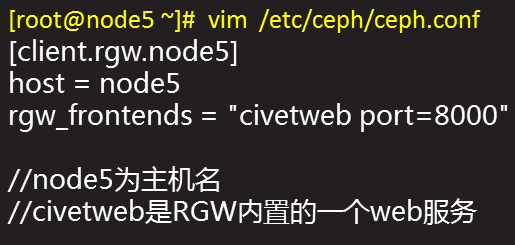 [root@node5 ~]# vim /etc/ceph/ceph.conf
[client.rgw.node5]
host = node5
rgw_frontends = "civetweb port=8000"
//node5为主机名
//civetweb是RGW内置的一个web服务